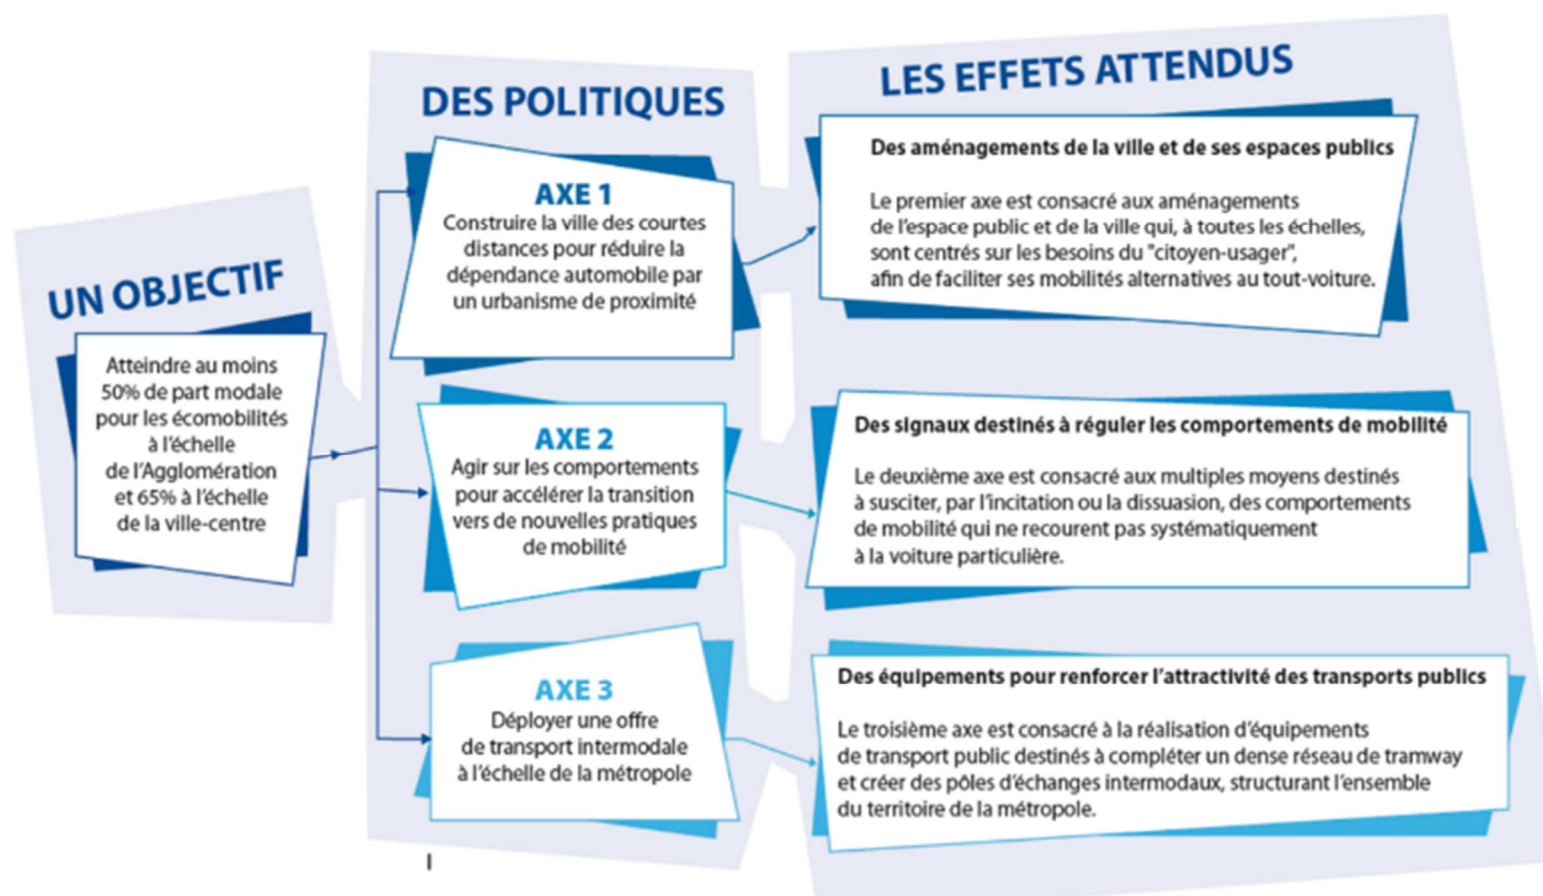 UN OBJECTIF
Atteindre au moins
50% de part modale
pour les écomobilités
à l'échelle
de l'Agglomération
et 65% à l'échelle
de la ville-centre
DES POLITIQUES
AXE 1
Construire la ville des courtes
distances pour réduire la
dépendance automobile par
un urbanisme de proximité
AXE 2
Agir sur les comportements
pour accélérer la transition
vers de nouvelles pratiques
de mobilité
AXE 3
Déployer une offre
de transport intermodale
à l'échelle de la métropole
LES EFFETS ATTENDUS
Des aménagements de la ville et de ses espaces publics
Le premier axe est consacré aux aménagements
de l'espace public et de la ville qui, à toutes les échelles,
sont centrés sur les besoins du "citoyen-usager",
afin de faciliter ses mobilités alternatives au tout-voiture.
Des signaux destinés à réguler les comportements de mobilité
Le deuxième axe est consacré aux multiples moyens destinés
à susciter, par l'incitation ou la dissuasion, des comportements
de mobilité qui ne recourent pas systématiquement
à la voiture particulière.
Des équipements pour renforcer l'attractivité des transports publics
Le troisième axe est consacré à la réalisation d'équipements
de transport public destinés à compléter un dense réseau de tramway
et créer des pôles d'échanges intermodaux, structurant l'ensemble
du territoire de la métropole.